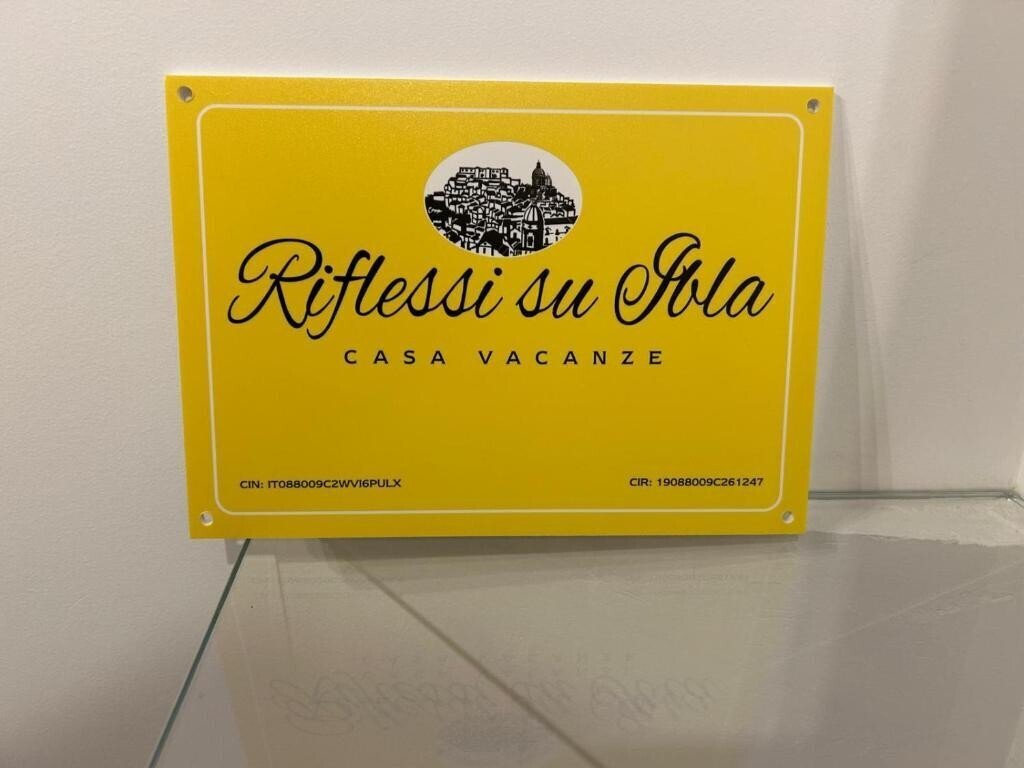 Riflessi su Ibla
CASA VACANZE
CIN: IT088009C2WVI6PULX
CIR: 19088009C261247